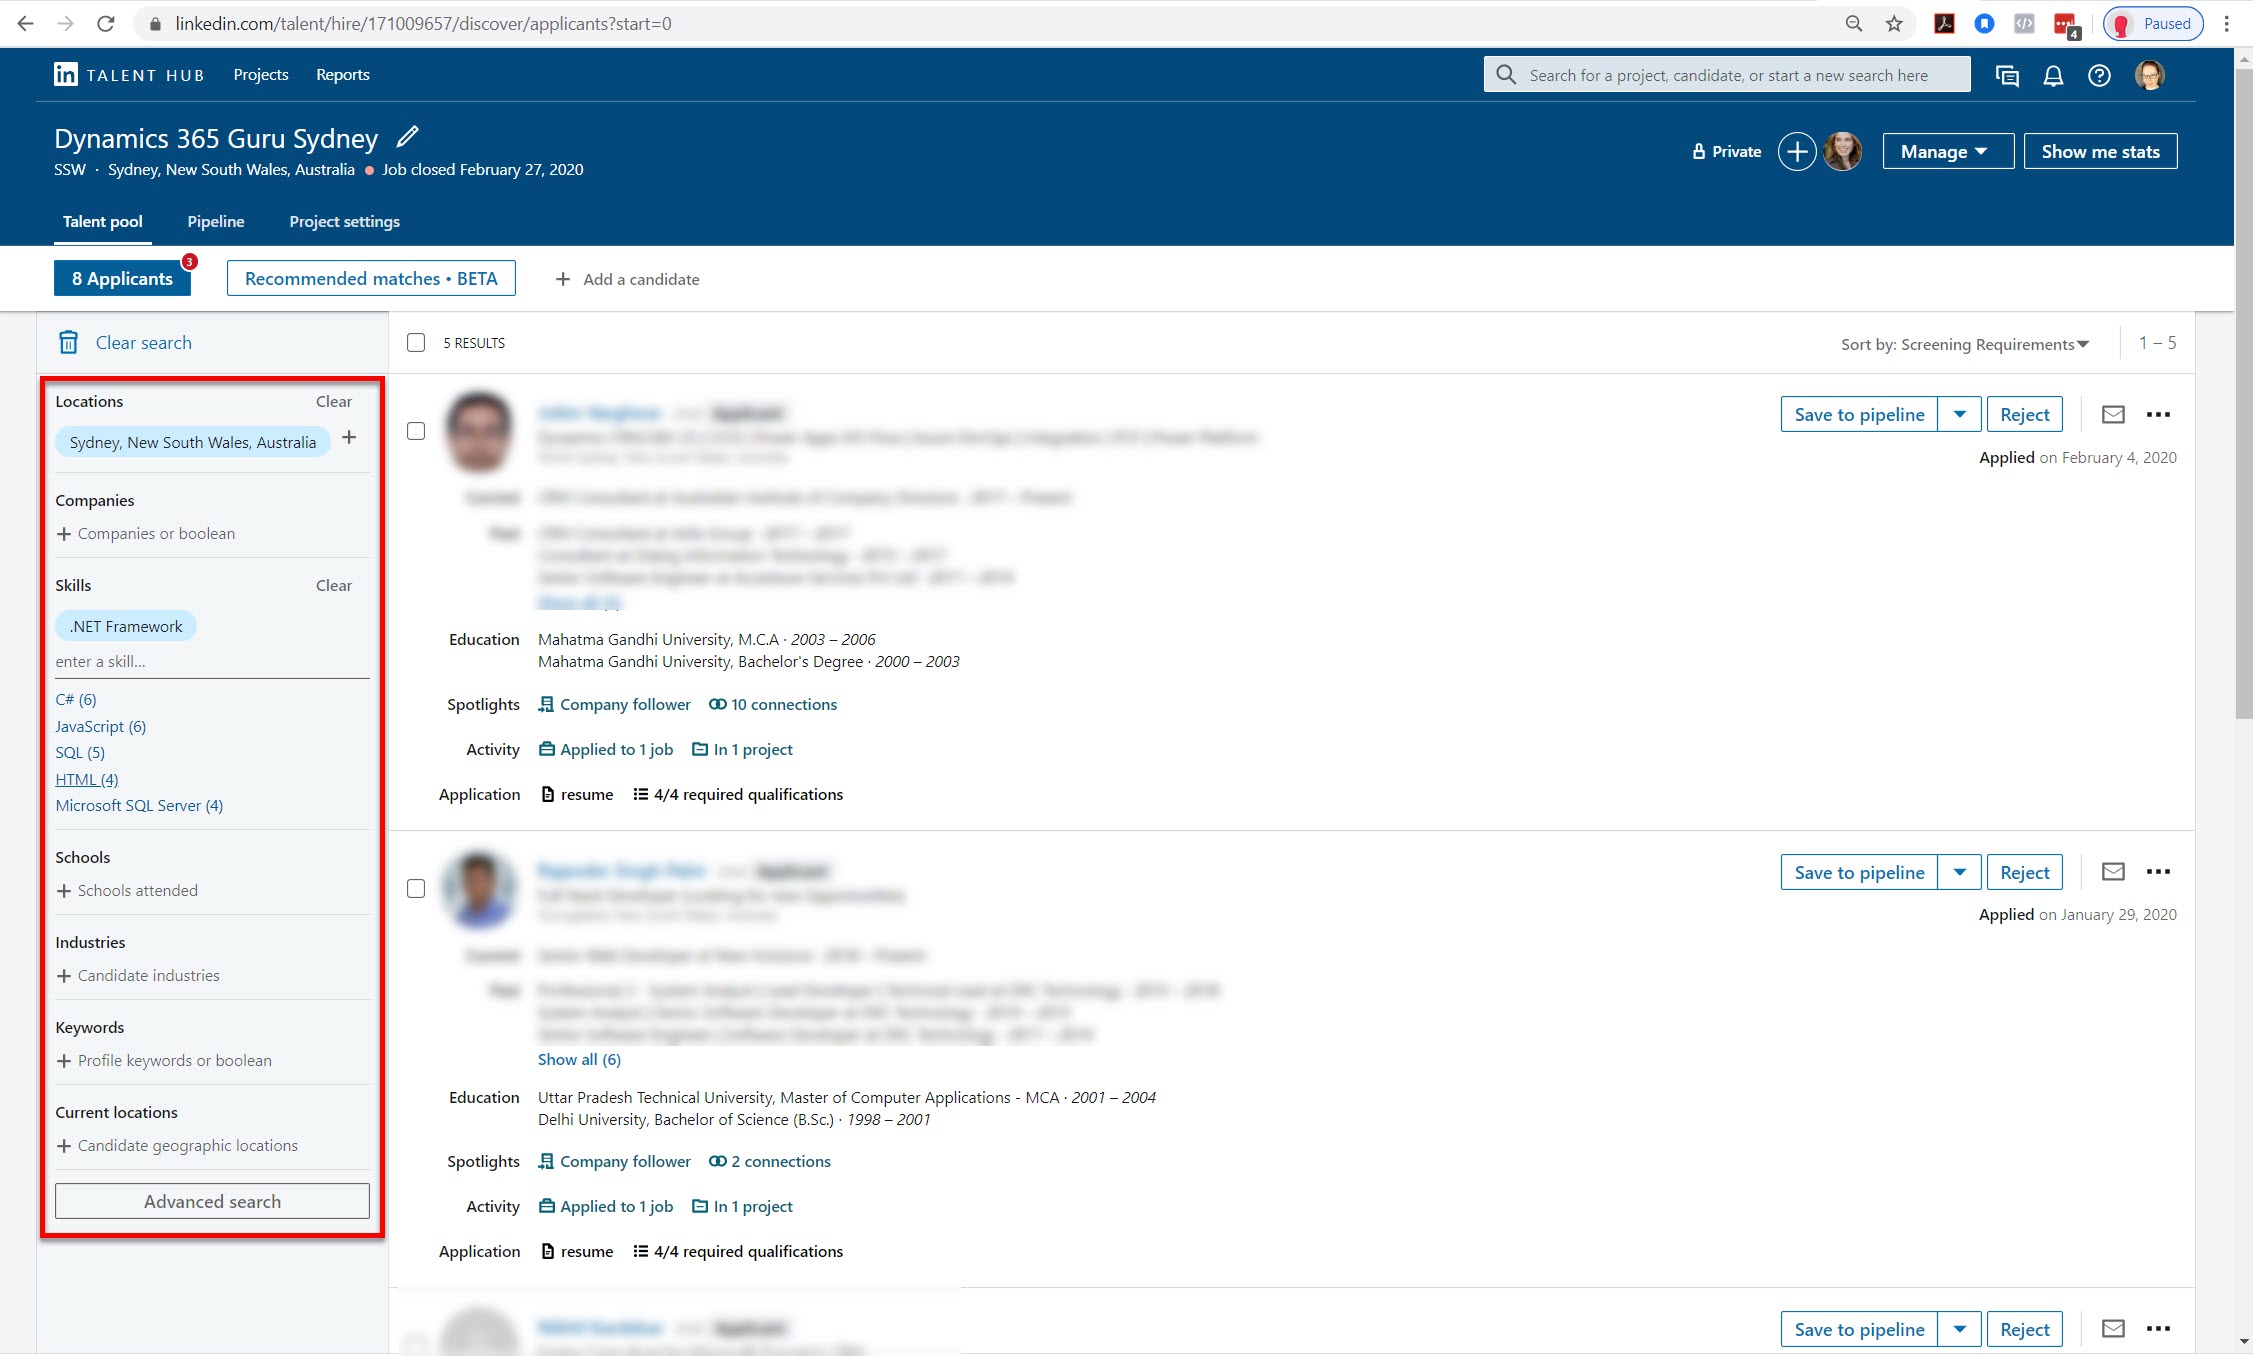 linkedin.com/talent/hire/171009657/discover/applicants?start=0
4
Paused
in TALENT HUB Projects Reports
Search for a project, candidate, or start a new search here
Dynamics 365 Guru Sydney
SSW · Sydney, New South Wales, Australia ● Job closed February 27, 2020
Private
Manage
Show me stats
Talent pool Pipeline Project settings
8 Applicants 3
Recommended matches • BETA
+ Add a candidate
Clear search
Locations Clear
Sydney, New South Wales, Australia +
Companies
+ Companies or boolean
Skills Clear
.NET Framework
enter a skill...
C# (6)
JavaScript (6)
SQL (5)
HTML (4)
Microsoft SQL Server (4)
Schools
+ Schools attended
Industries
+ Candidate industries
Keywords
+ Profile keywords or boolean
Current locations
+ Candidate geographic locations
Advanced search
5 RESULTS
Sort by: Screening Requirements
1 – 5
Save to pipeline Reject
Applied on February 4, 2020
Education Mahatma Gandhi University, M.C.A · 2003 – 2006
Mahatma Gandhi University, Bachelor's Degree · 2000 – 2003
Spotlights Company follower 10 connections
Activity Applied to 1 job In 1 project
Application resume 4/4 required qualifications
Save to pipeline Reject
Applied on January 29, 2020
Show all (6)
Education Uttar Pradesh Technical University, Master of Computer Applications - MCA · 2001 – 2004
Delhi University, Bachelor of Science (B.Sc.) · 1998 – 2001
Spotlights Company follower 2 connections
Activity Applied to 1 job In 1 project
Application resume 4/4 required qualifications
Save to pipeline Reject